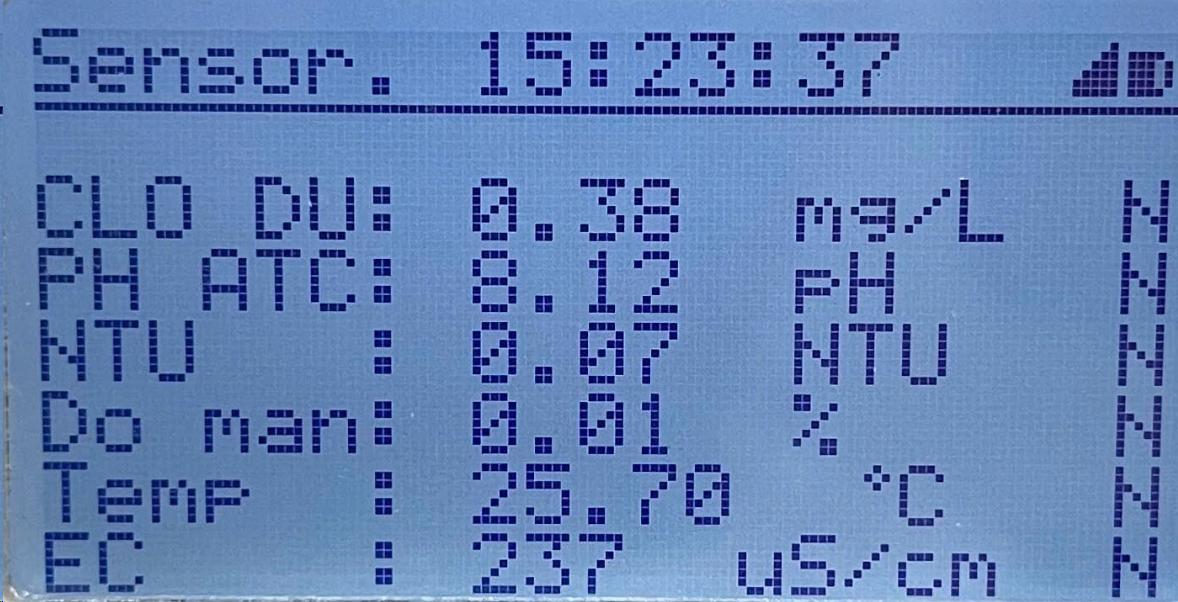 Sensor. 15:23:37 D
CLO DU: 0.38 mg/L N
PH ATC: 8.12 pH N
NTU : 0.07 NTU N
Do man: 0.01 % N
Temp : 25.70 °C N
EC : 237 uS/cm N